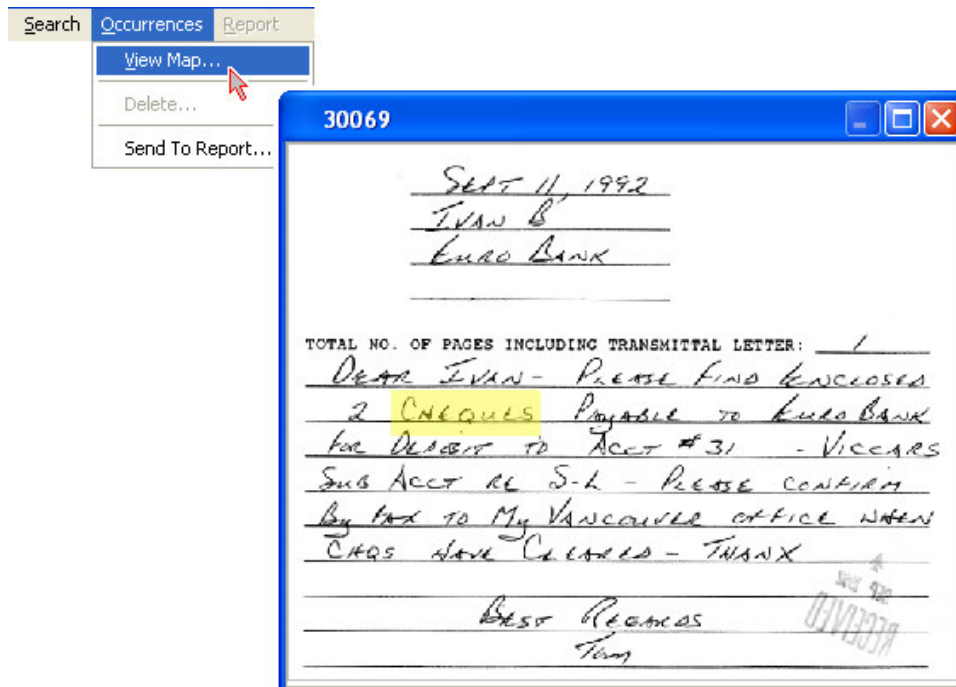 Search Occurrences Report
View Map...
Delete...
Send To Report...
30069
SEPT 11, 1992
IVAN B
EURO BANK
TOTAL NO. OF PAGES INCLUDING TRANSMITTAL LETTER: 1
DEAR IVAN - PLEASE FIND ENCLOSED
2 CHEQUES PAYABLE TO EURO BANK
FOR DEPOSIT TO ACCT #31 - VICCARS
SUB ACCT RE S-L - PLEASE CONFIRM
BY FAX TO MY VANCOUVER OFFICE WHEN
CHQS HAVE CLEARED - THANX
SEP
RECEIVED
BEST REGARDS
Tom